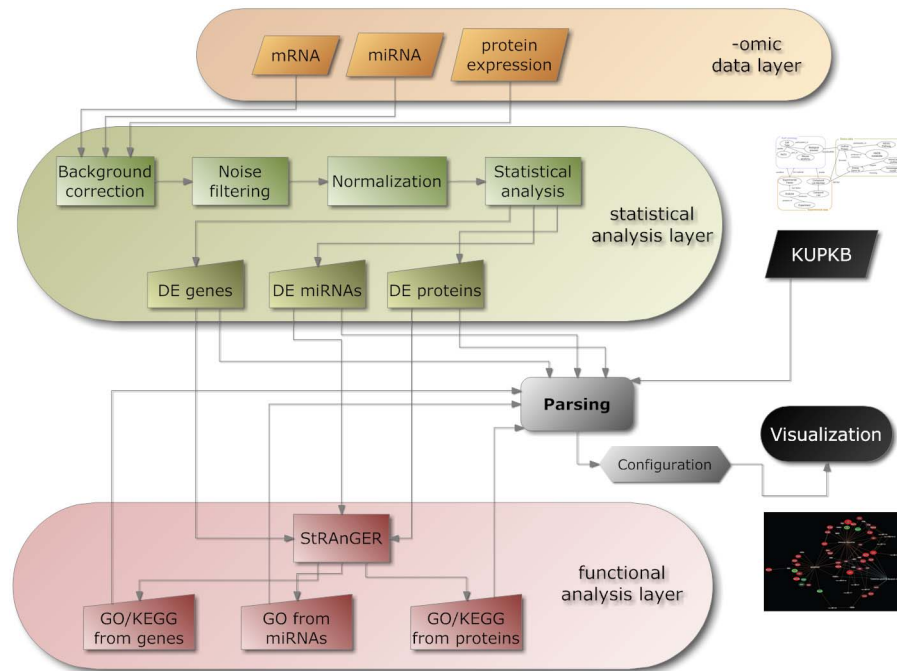 mRNA
miRNA
protein
expression
-omic
data layer
Background
correction
Noise
filtering
Normalization
Statistical
analysis
statistical
analysis layer
DE genes
DE miRNAs
DE proteins
KUPKB
Parsing
Visualization
Configuration
StRAnGER
functional
analysis layer
GO/KEGG
from genes
GO from
miRNAs
GO/KEGG
from proteins